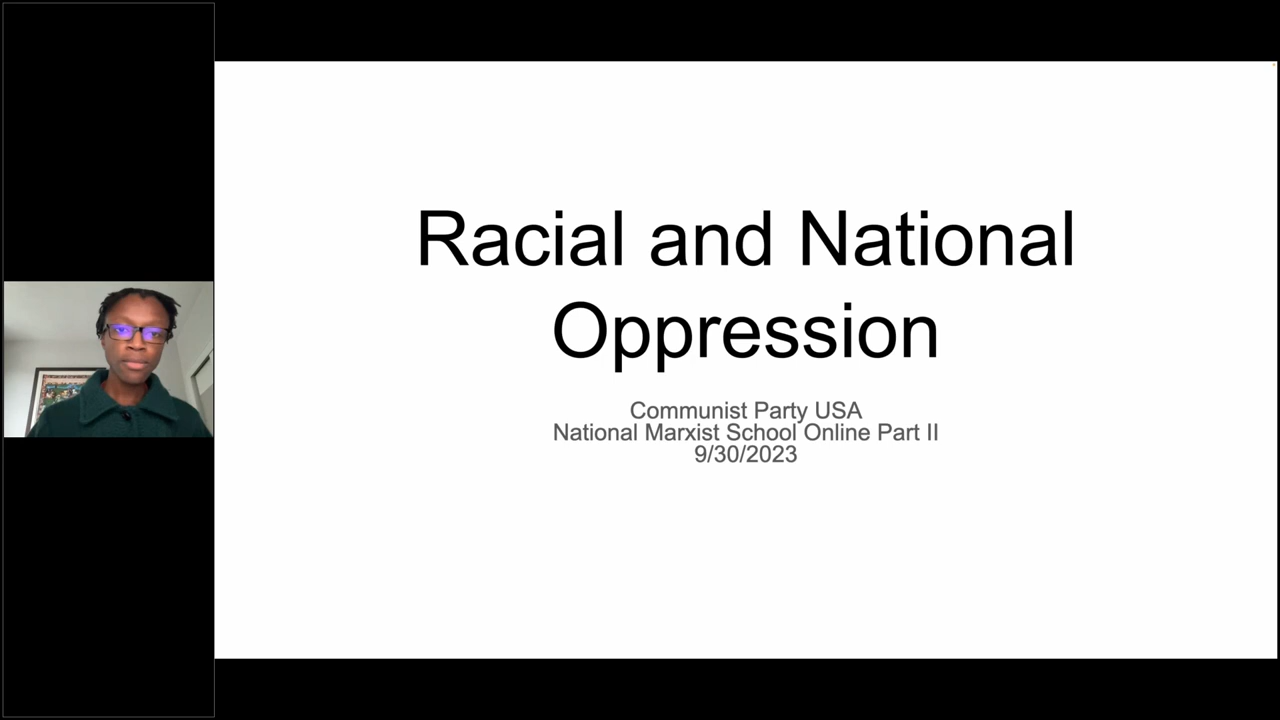 Racial and National
Oppression
Communist Party USA
National Marxist School Online Part II
9/30/2023